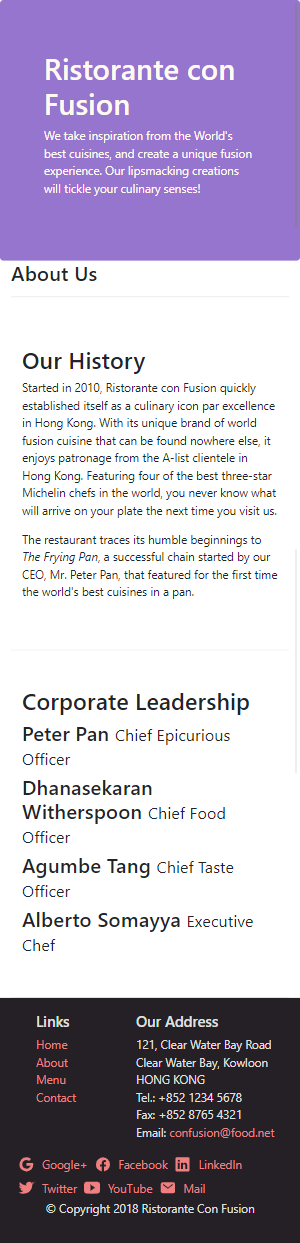 Ristorante con
Fusion
We take inspiration from the World's
best cuisines, and create a unique fusion
experience. Our lipsmacking creations
will tickle your culinary senses!
About Us
Our History
Started in 2010, Ristorante con Fusion quickly
established itself as a culinary icon par excellence
in Hong Kong. With its unique brand of world
fusion cuisine that can be found nowhere else, it
enjoys patronage from the A-list clientele in
Hong Kong. Featuring four of the best three-star
Michelin chefs in the world, you never know what
will arrive on your plate the next time you visit us.
The restaurant traces its humble beginnings to
The Frying Pan, a successful chain started by our
CEO, Mr. Peter Pan, that featured for the first time
the world's best cuisines in a pan.
Corporate Leadership
Peter Pan Chief Epicurious
Officer
Dhanasekaran
Witherspoon Chief Food
Officer
Agumbe Tang Chief Taste
Officer
Alberto Somayya Executive
Chef
Links
Home
About
Menu
Contact
Our Address
121, Clear Water Bay Road
Clear Water Bay, Kowloon
HONG KONG
Tel.: +852 1234 5678
Fax: +852 8765 4321
Email: confusion@food.net
Google+ Facebook LinkedIn
Twitter YouTube Mail
© Copyright 2018 Ristorante Con Fusion